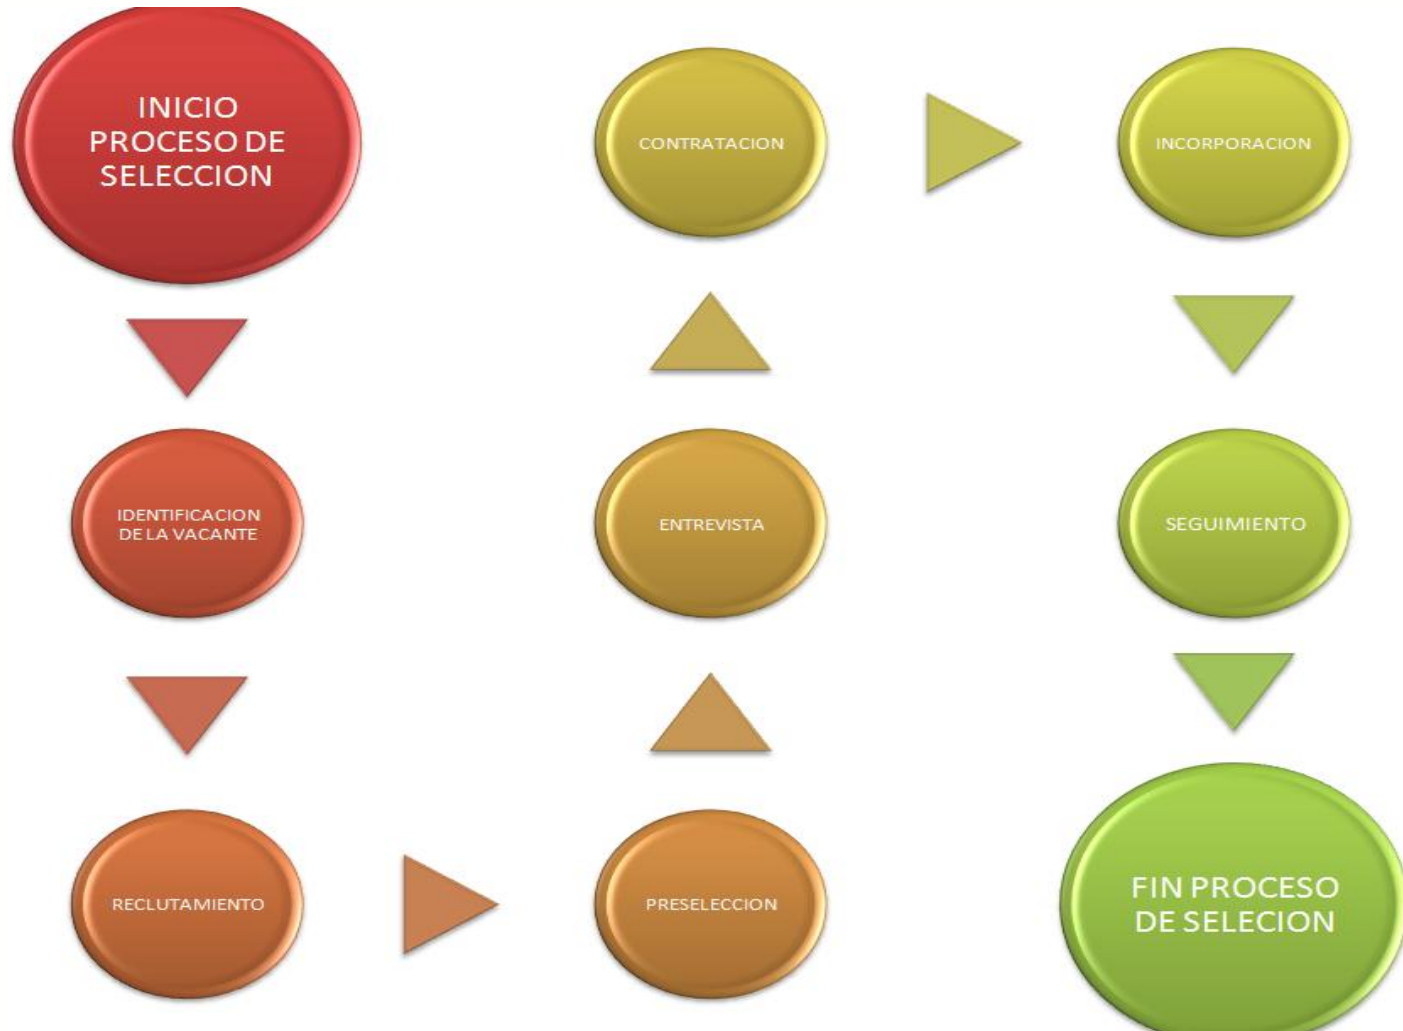 INICIO
PROCESO DE
SELECCION
IDENTIFICACION
DE LA VACANTE
RECLUTAMIENTO
PRESELECCION
ENTREVISTA
CONTRATACION
INCORPORACION
SEGUIMIENTO
FIN PROCESO
DE SELECION